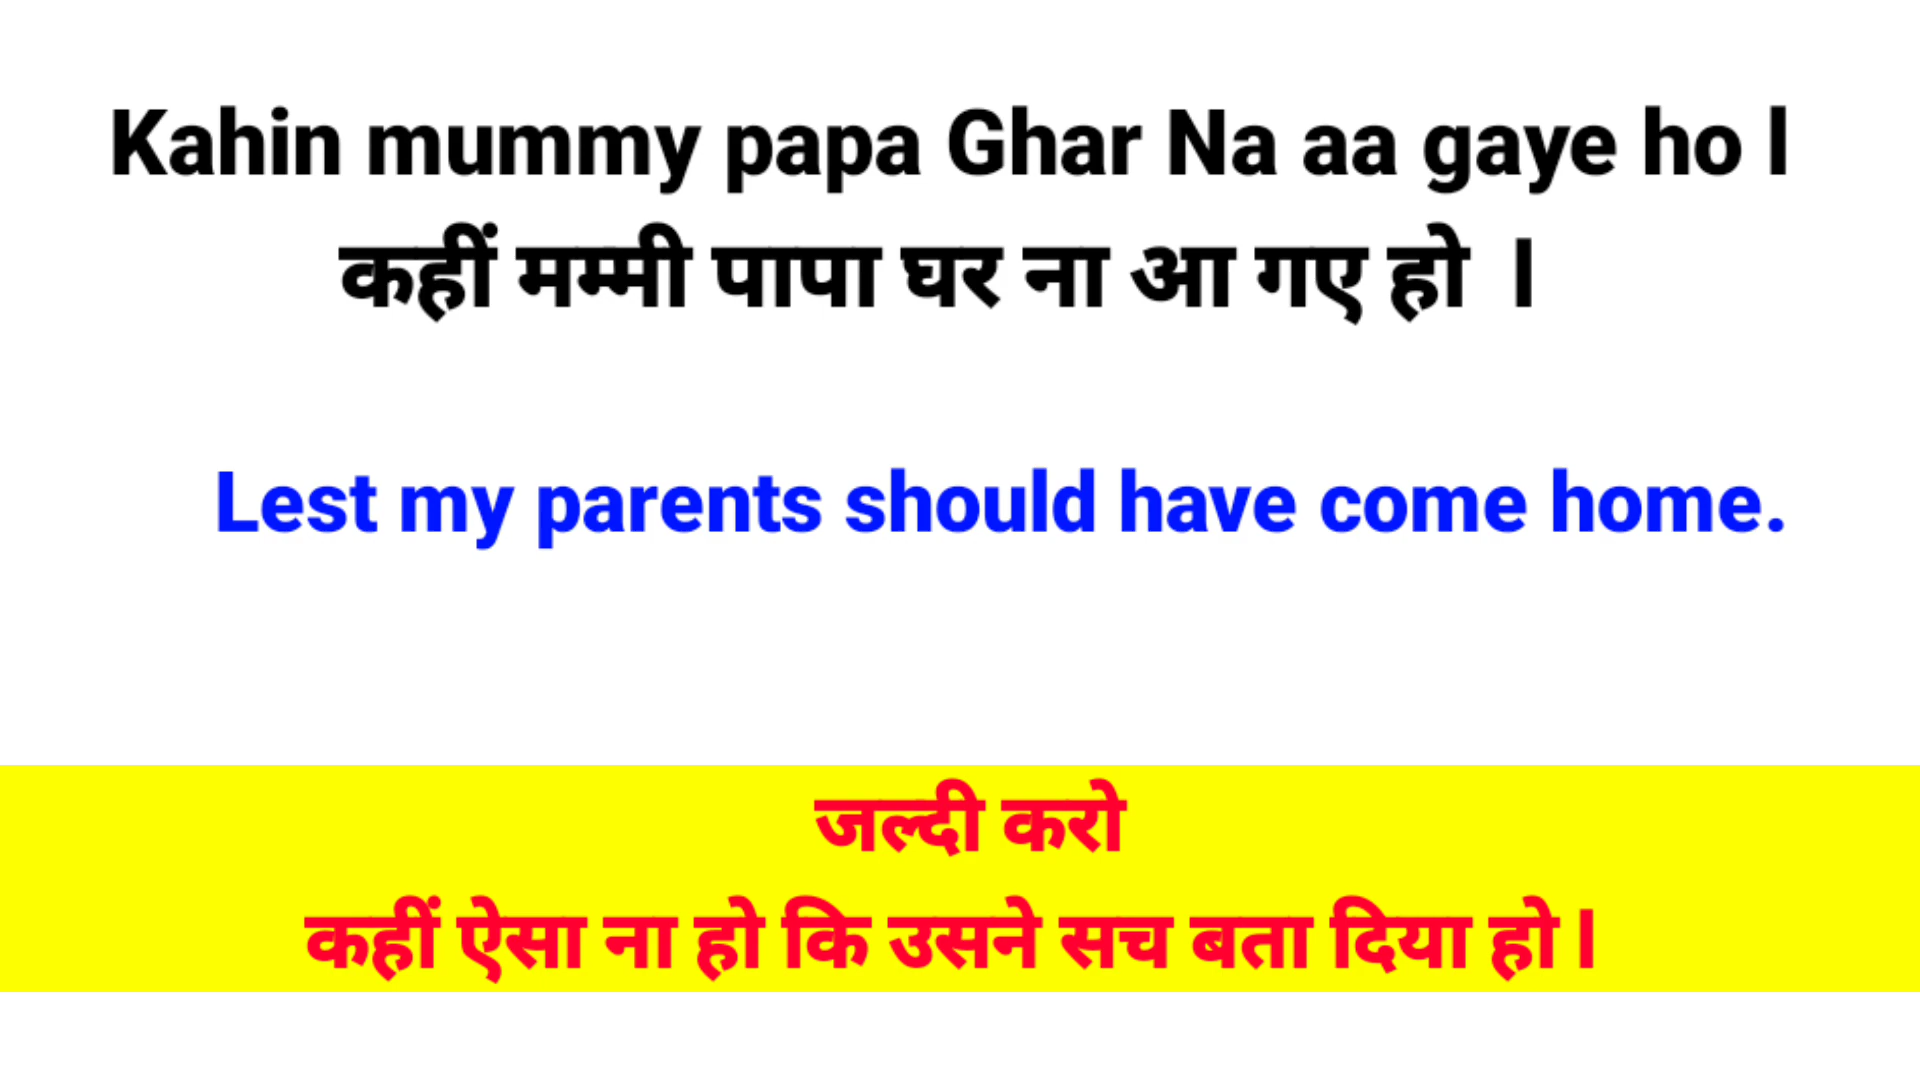 Kahin mummy papa Ghar Na aa gaye ho l
कहीं मम्मी पापा घर ना आ गए हो ।
Lest my parents should have come home.
जल्दी करो
कहीं ऐसा ना हो कि उसने सच बता दिया हो l